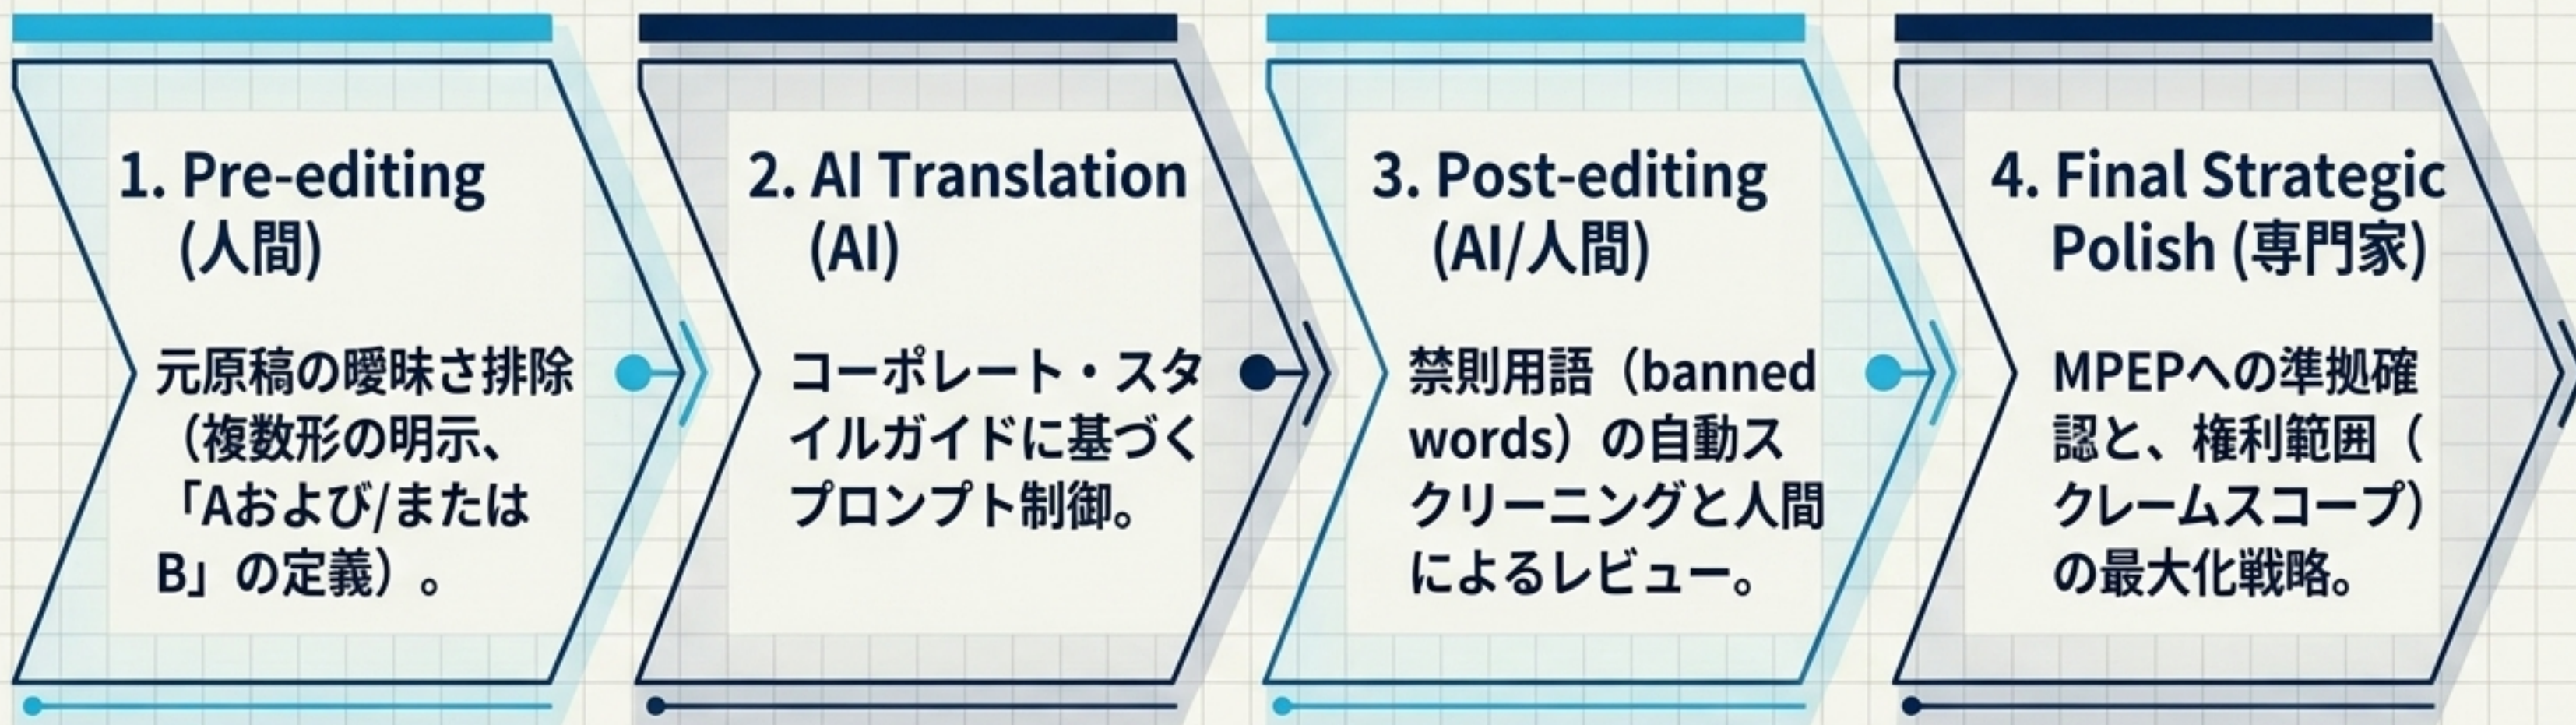 1. Pre-editing
(人間)
元原稿の曖昧さ排除
（複数形の明示、
「Aおよび/または
B」の定義）。
2. AI Translation
(AI)
コーポレート・スタ
イルガイドに基づく
プロンプト制御。
3. Post-editing
(AI/人間)
禁則用語（banned
words）の自動ス
クリーニングと人間
によるレビュー。
4. Final Strategic
Polish (専門家)
MPEPへの準拠確
認と、権利範囲（
クレームスコープ）
の最大化戦略。